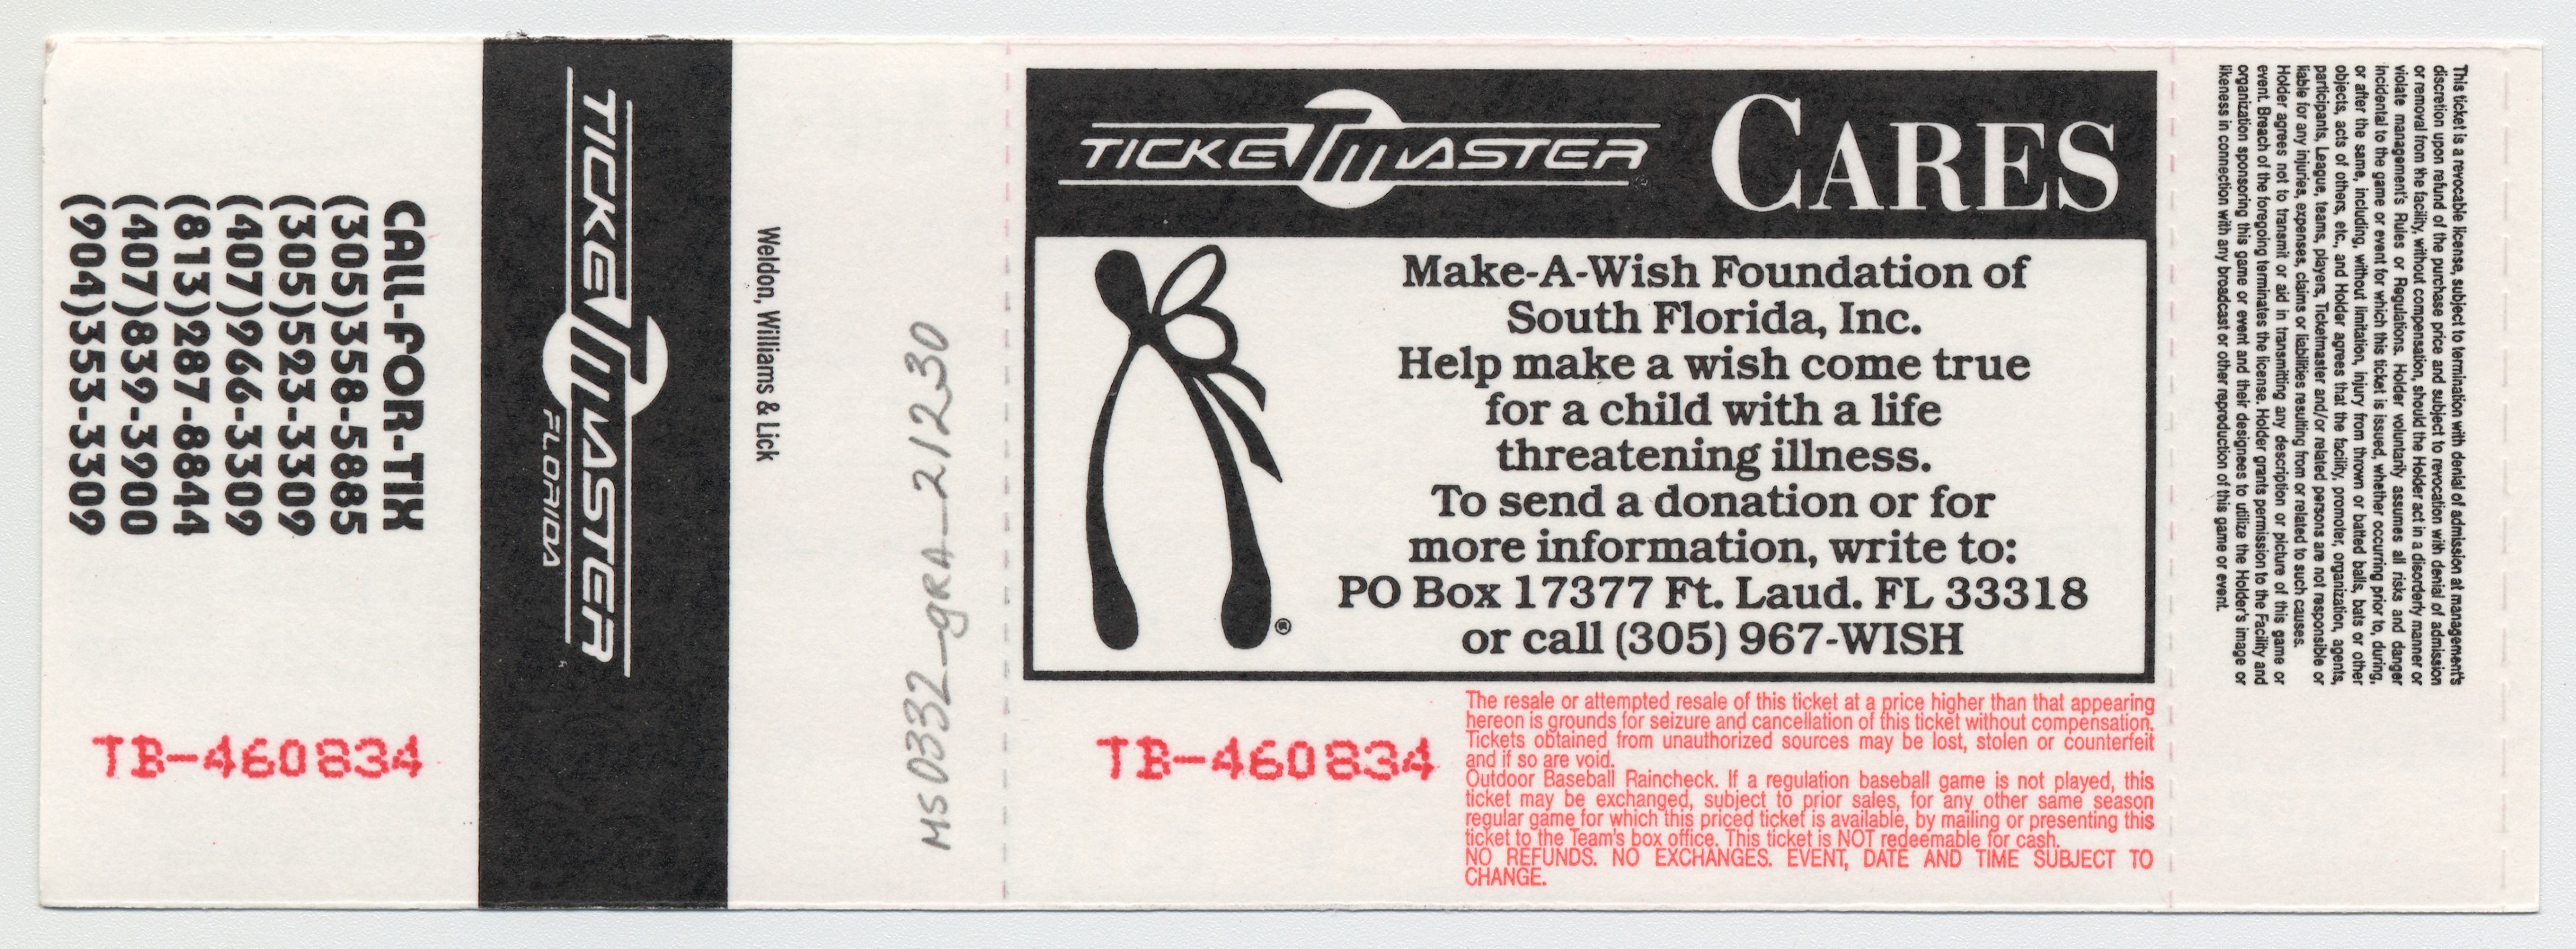 CALL-FOR-TIX
(305)358-5885
(305)523-3309
(407)966-3309
(813)287-8844
(407)839-3900
(904)353-3309
TB-460834
TICKETMASTER
FLORIDA
Weldon, Williams & Lick
MS0332_gRA_21230
TICKETMASTER CARES
Make-A-Wish Foundation of
South Florida, Inc.
Help make a wish come true
for a child with a life
threatening illness.
To send a donation or for
more information, write to:
PO Box 17377 Ft. Laud. FL 33318
or call (305) 967-WISH
®
TB-460834
The resale or attempted resale of this ticket at a price higher than that appearing
hereon is grounds for seizure and cancellation of this ticket without compensation.
Tickets obtained from unauthorized sources may be lost, stolen or counterfeit
and if so are void.
Outdoor Baseball Raincheck. If a regulation baseball game is not played, this
ticket may be exchanged, subject to prior sales, for any other same season
regular game for which this priced ticket is available, by mailing or presenting this
ticket to the Team's box office. This ticket is NOT redeemable for cash.
NO REFUNDS. NO EXCHANGES. EVENT, DATE AND TIME SUBJECT TO
CHANGE.
This ticket is a revocable license, subject to termination with denial of admission at management's
discretion upon refund of the purchase price and subject to revocation with denial of admission
or removal from the facility, without compensation, should the Holder act in a disorderly manner or
violate management's Rules or Regulations. Holder voluntarily assumes all risks and danger
incidental to the game or event for which this ticket is issued, whether occurring prior to, during,
or after the same, including, without limitation, injury from thrown or batted balls, bats or other
objects, acts of others, etc., and Holder agrees that the facility, promoter, organization, agents,
participants, League, teams, players, Ticketmaster and/or related persons are not responsible or
liable for any injuries, expenses, claims or liabilities resulting from or related to such causes.
Holder agrees not to transmit or aid in transmitting any description or picture of this game or
event. Breach of the foregoing terminates the license. Holder grants permission to the Facility and
organization sponsoring this game or event and their designees to utilize the Holder's image or
likeness in connection with any broadcast or other reproduction of this game or event.